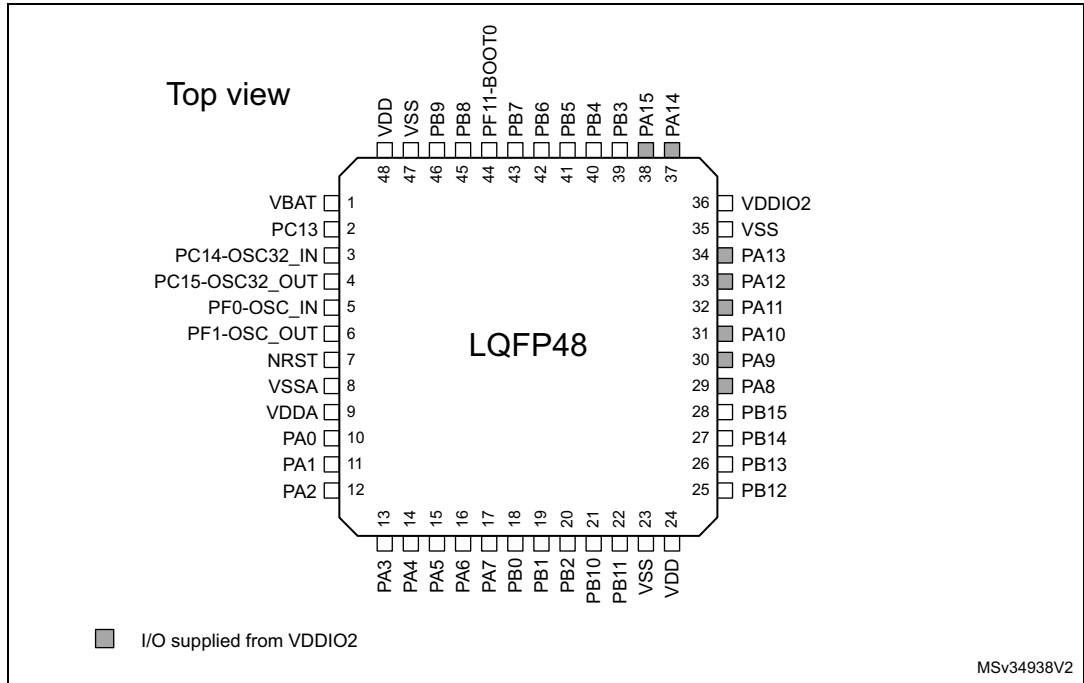 Top view
VDD
VSS
PB9
PB8
PF11-BOOT0
PB7
PB6
PB5
PB4
PB3
PA15
PA14
48
47
46
45
44
43
42
41
40
39
38
37
VBAT 1
PC13 2
PC14-OSC32_IN 3
PC15-OSC32_OUT 4
PF0-OSC_IN 5
PF1-OSC_OUT 6
NRST 7
VSSA 8
VDDA 9
PA0 10
PA1 11
PA2 12
LQFP48
36 VDDIO2
35 VSS
34 PA13
33 PA12
32 PA11
31 PA10
30 PA9
29 PA8
28 PB15
27 PB14
26 PB13
25 PB12
13
14
15
16
17
18
19
20
21
22
23
24
PA3
PA4
PA5
PA6
PA7
PB0
PB1
PB2
PB10
PB11
VSS
VDD
I/O supplied from VDDIO2
MSv34938V2